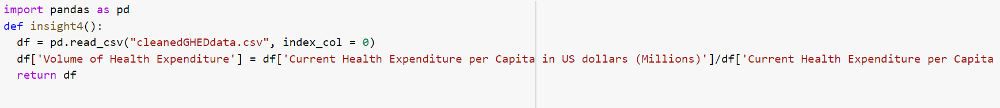 import pandas as pd
def insight4():
  df = pd.read_csv("cleanedGHEDdata.csv", index_col = 0)
  df['Volume of Health Expenditure'] = df['Current Health Expenditure per Capita in US dollars (Millions)']/df['Current Health Expenditure per Capita
  return df